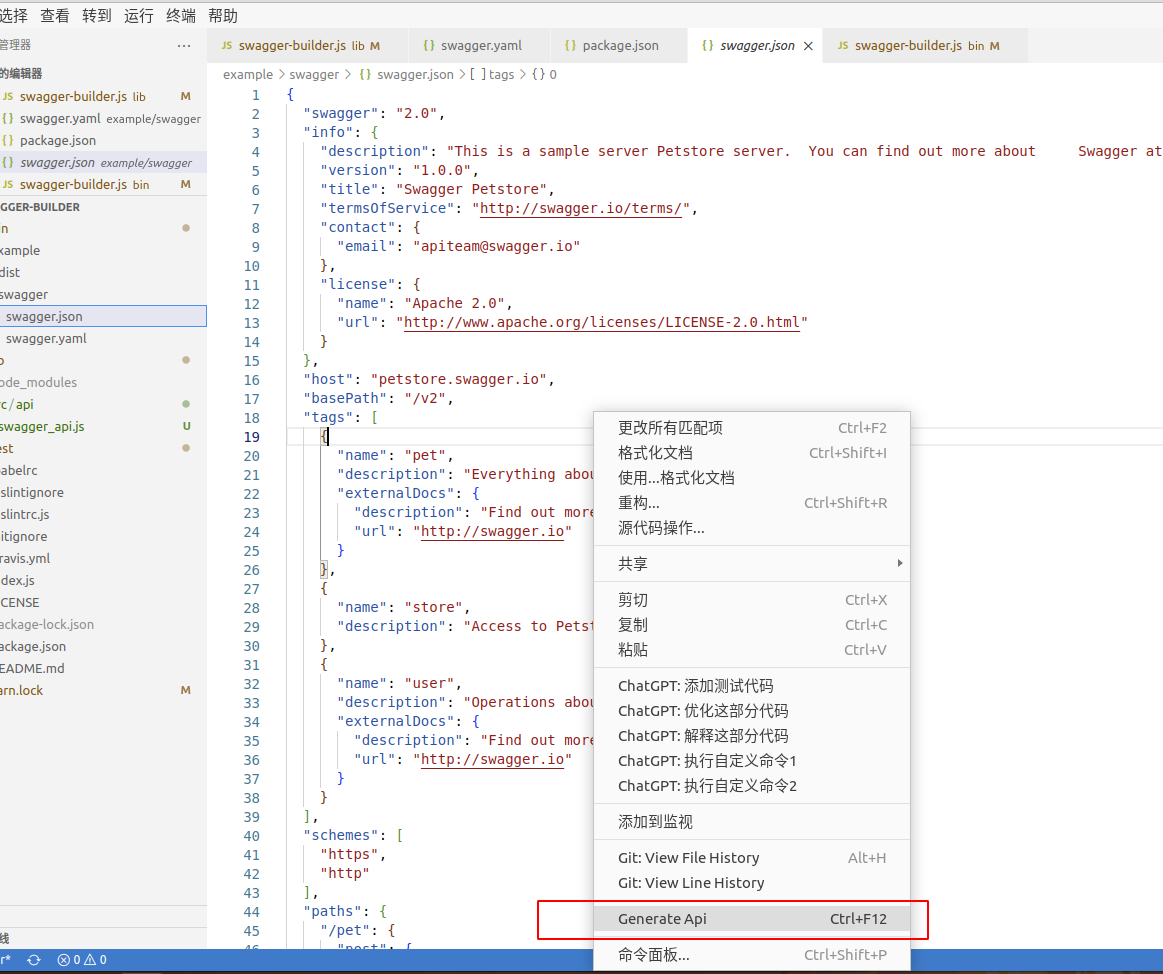 选择 查看 转到 运行 终端 帮助
管理器 ...
JS swagger-builder.js lib M
{} swagger.yaml
{} package.json
{} swagger.json ×
JS swagger-builder.js bin M
example > swagger > {} swagger.json > [ ] tags > {} 0
的编辑器
JS swagger-builder.js lib M
{} swagger.yaml example/swagger
{} package.json
{} swagger.json example/swagger
JS swagger-builder.js bin M
GGER-BUILDER
in
xample
dist
swagger
swagger.json
swagger.yaml
o
ode_modules
rc/api
swagger_api.js U
est
abelrc
slintignore
slintrc.js
itignore
ravis.yml
dex.js
CENSE
ackage-lock.json
ackage.json
EADME.md
arn.lock M
线
r* 0 0
1 {
2 "swagger": "2.0",
3 "info": {
4 "description": "This is a sample server Petstore server.  You can find out more about     Swagger at
5 "version": "1.0.0",
6 "title": "Swagger Petstore",
7 "termsOfService": "http://swagger.io/terms/",
8 "contact": {
9 "email": "apiteam@swagger.io"
10 },
11 "license": {
12 "name": "Apache 2.0",
13 "url": "http://www.apache.org/licenses/LICENSE-2.0.html"
14 }
15 },
16 "host": "petstore.swagger.io",
17 "basePath": "/v2",
18 "tags": [
19 {
20 "name": "pet",
21 "description": "Everything abou
22 "externalDocs": {
23 "description": "Find out more
24 "url": "http://swagger.io"
25 }
26 },
27 {
28 "name": "store",
29 "description": "Access to Petst
30 },
31 {
32 "name": "user",
33 "description": "Operations abou
34 "externalDocs": {
35 "description": "Find out more
36 "url": "http://swagger.io"
37 }
38 }
39 ],
40 "schemes": [
41 "https",
42 "http"
43 ],
44 "paths": {
45 "/pet": {
46 "post": {
更改所有匹配项 Ctrl+F2
格式化文档 Ctrl+Shift+I
使用...格式化文档
重构... Ctrl+Shift+R
源代码操作...
共享
剪切 Ctrl+X
复制 Ctrl+C
粘贴 Ctrl+V
ChatGPT: 添加测试代码
ChatGPT: 优化这部分代码
ChatGPT: 解释这部分代码
ChatGPT: 执行自定义命令1
ChatGPT: 执行自定义命令2
添加到监视
Git: View File History Alt+H
Git: View Line History
Generate Api Ctrl+F12
命令面板... Ctrl+Shift+P